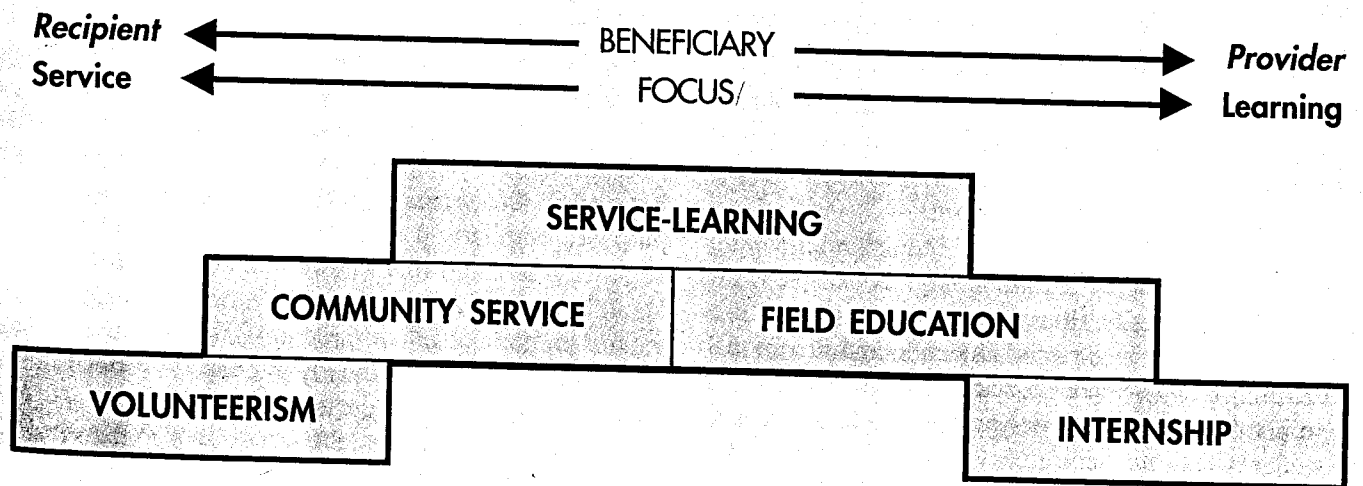 Recipient BENEFICIARY Provider
Service FOCUS/ Learning
SERVICE-LEARNING
COMMUNITY SERVICE FIELD EDUCATION
VOLUNTEERISM INTERNSHIP